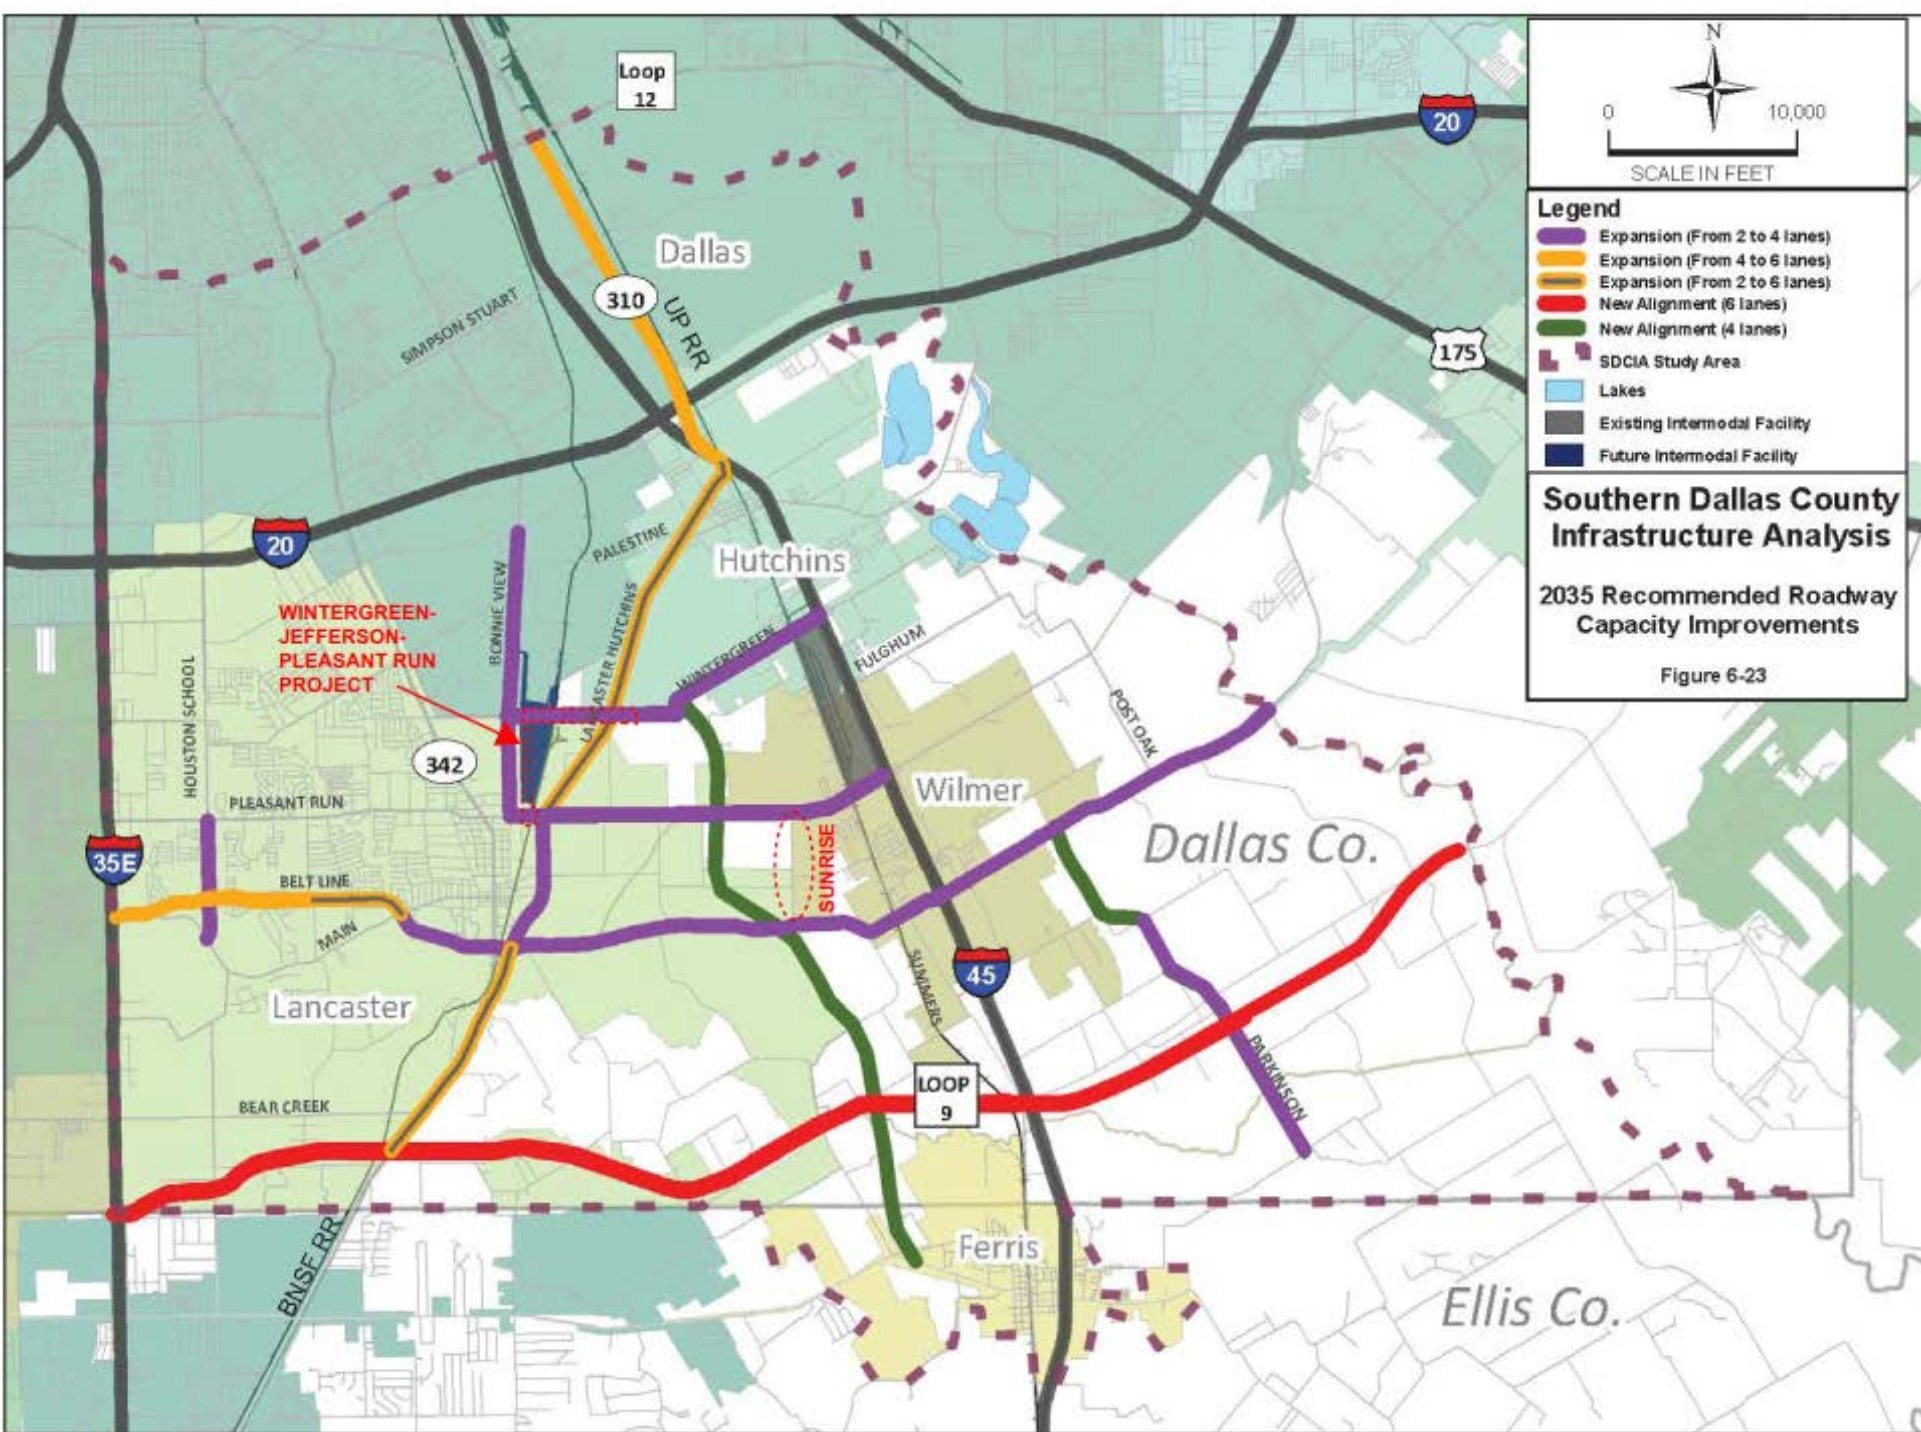 Loop
12
N
0 10,000
SCALE IN FEET
20
Legend
Expansion (From 2 to 4 lanes)
Expansion (From 4 to 6 lanes)
Expansion (From 2 to 6 lanes)
New Alignment (6 lanes)
New Alignment (4 lanes)
SDCIA Study Area
Lakes
Existing Intermodal Facility
Future Intermodal Facility
Southern Dallas County
Infrastructure Analysis
2035 Recommended Roadway
Capacity Improvements
Figure 6-23
Dallas
310
UP RR
SIMPSON STUART
175
20
PALESTINE
Hutchins
BONNIE VIEW
LANCASTER HUTCHINS
WINTERGREEN-
JEFFERSON-
PLEASANT RUN
PROJECT
WINTERGREEN
FULGHUM
HOUSTON SCHOOL
342
POST OAK
PLEASANT RUN
Wilmer
Dallas Co.
35E
SUNRISE
BELT LINE
MAIN
SUMMERS
45
Lancaster
PARKINSON
LOOP
9
BEAR CREEK
BNSF RR
Ferris
Ellis Co.